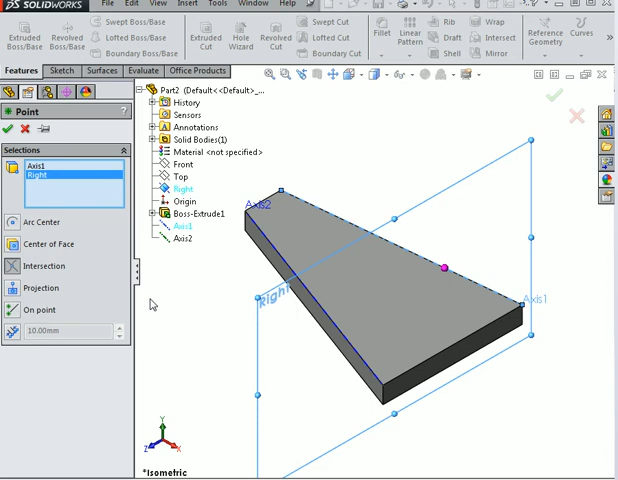 SOLIDWORKS File Edit View Insert Tools Window Help
Extruded Boss/Base
Revolved Boss/Base
Swept Boss/Base
Lofted Boss/Base
Boundary Boss/Base
Extruded Cut
Hole Wizard
Revolved Cut
Swept Cut
Lofted Cut
Boundary Cut
Fillet
Linear Pattern
Rib
Draft
Shell
Wrap
Intersect
Mirror
Reference Geometry
Curves
Features Sketch Surfaces Evaluate Office Products
Point
Selections
Axis1
Right
Arc Center
Center of Face
Intersection
Projection
On point
10.00mm
Part2 (Default<<Default>_...
History
Sensors
Annotations
Solid Bodies(1)
Material <not specified>
Front
Top
Right
Origin
Boss-Extrude1
Axis1
Axis2
Axis2
Right
Axis1
Y
Z
X
*Isometric